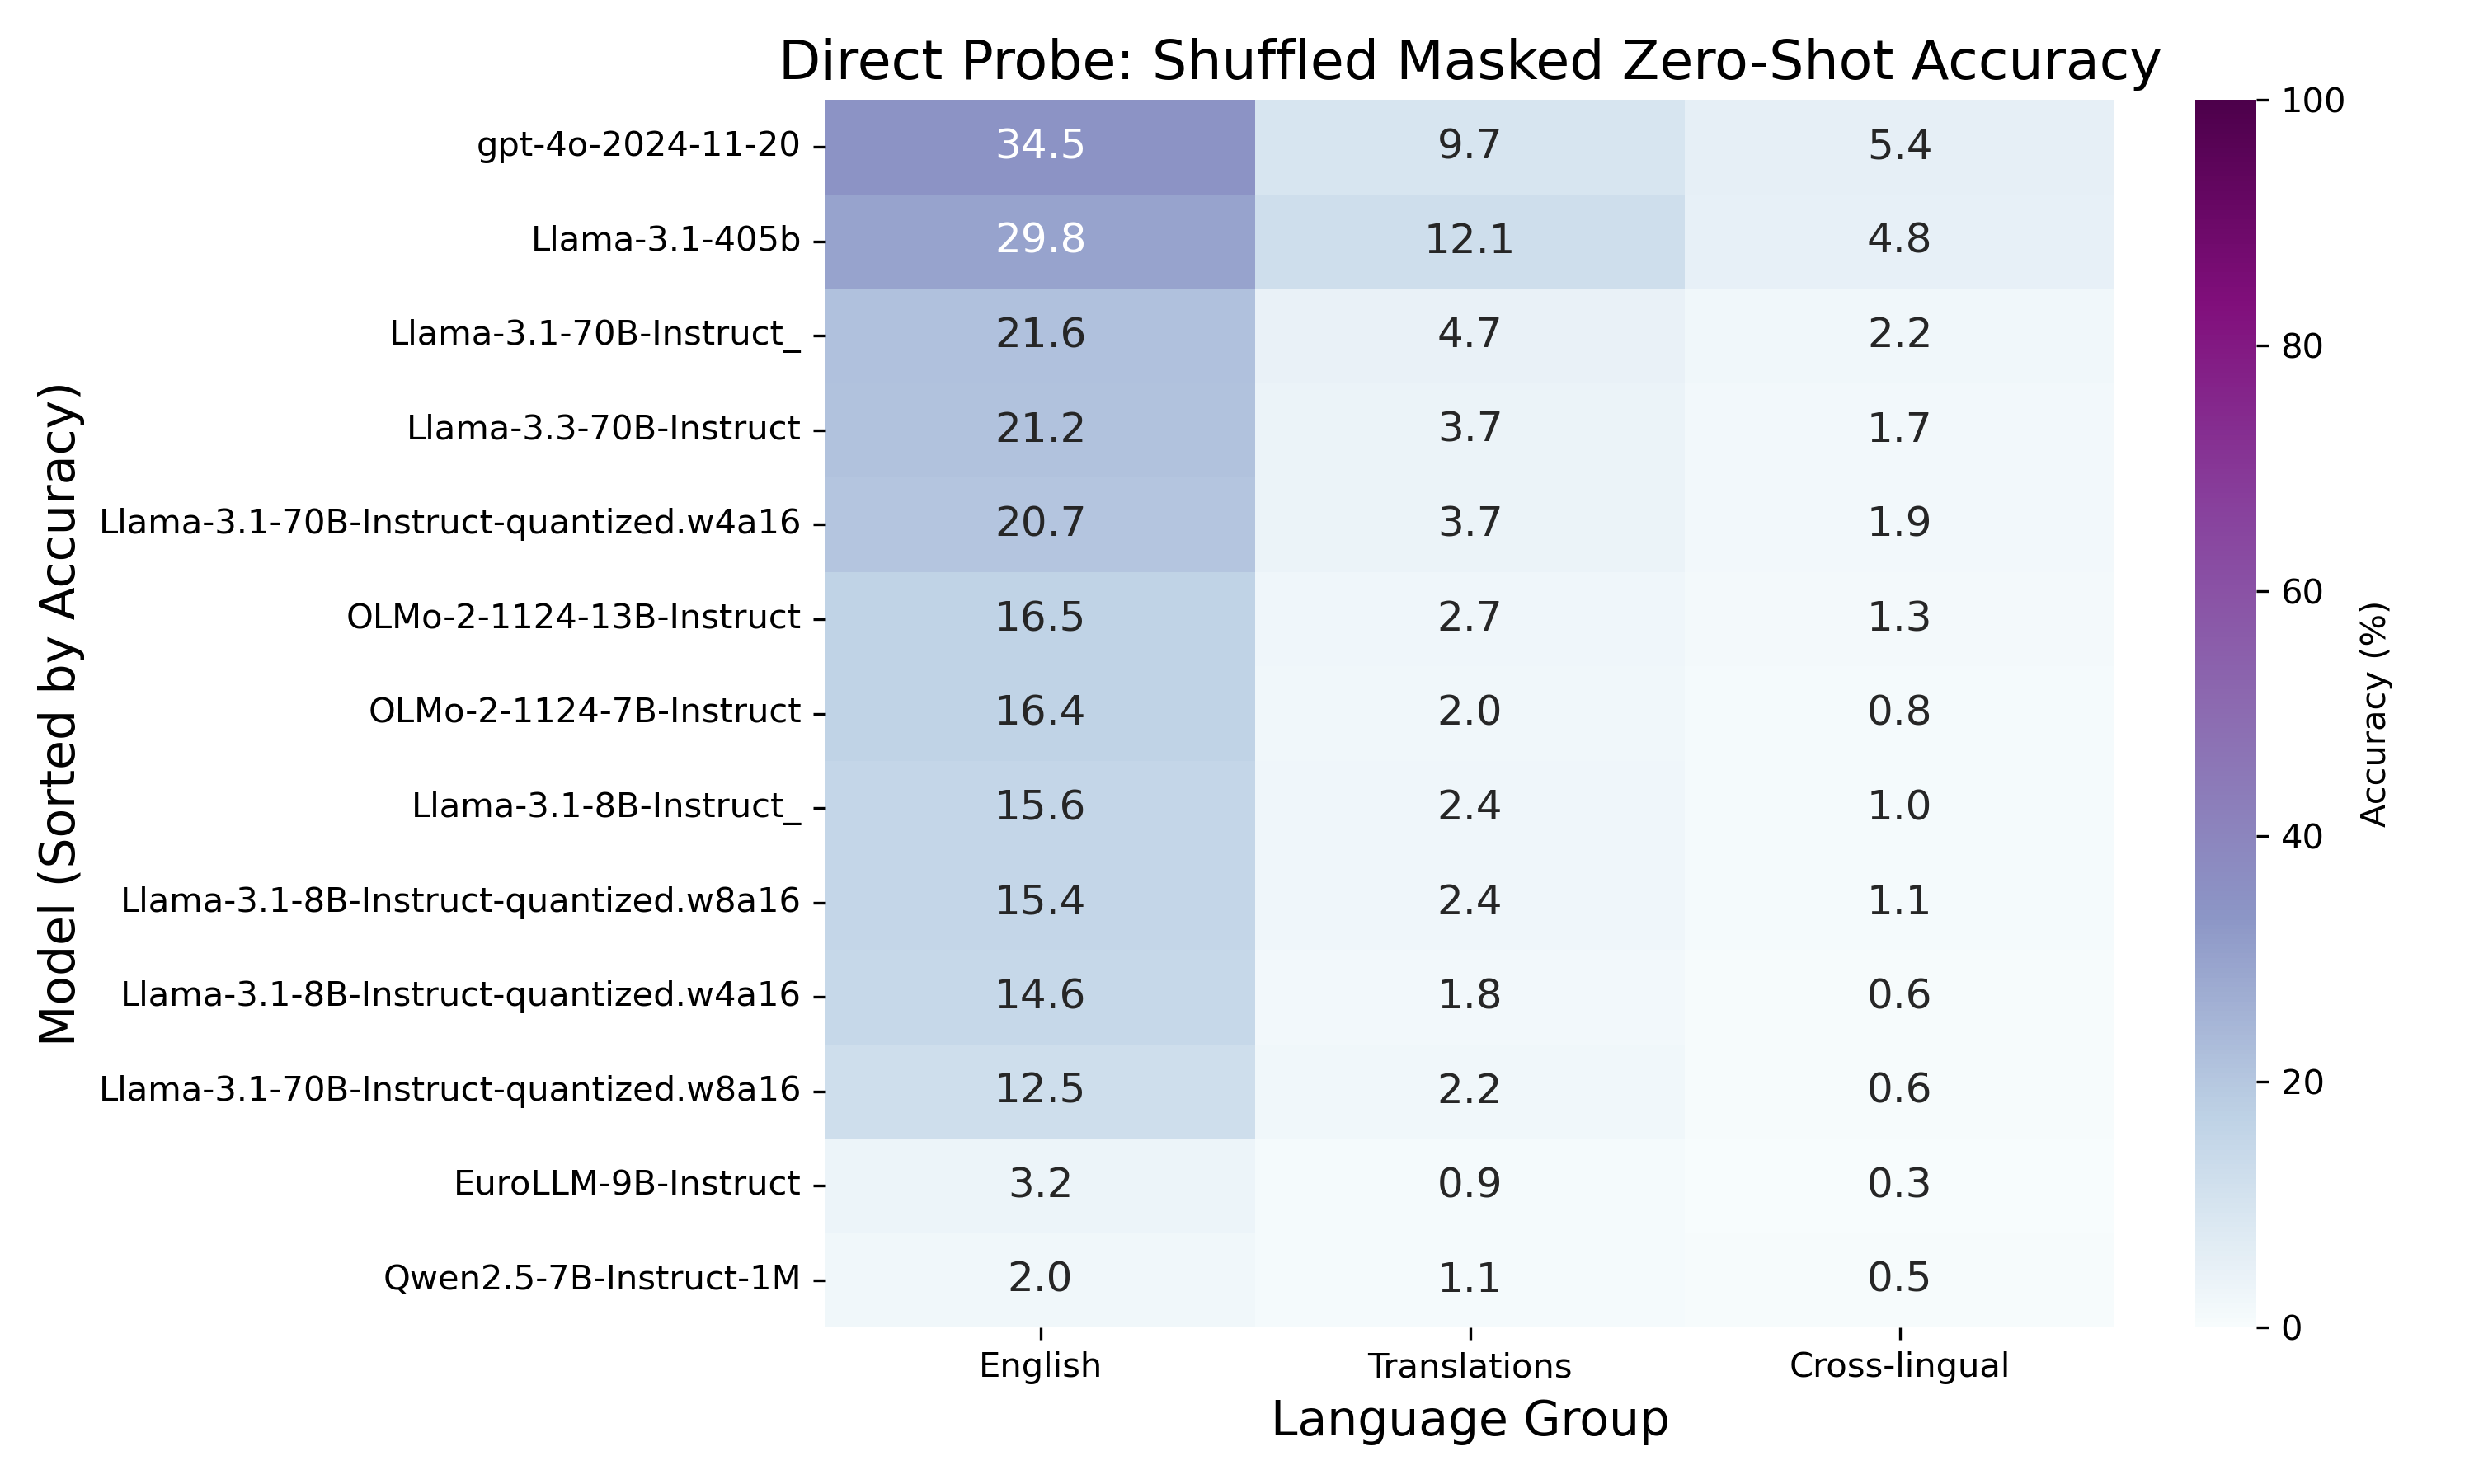 Direct Probe: Shuffled Masked Zero-Shot Accuracy
Model (Sorted by Accuracy)
gpt-4o-2024-11-20 34.5 9.7 5.4
Llama-3.1-405b 29.8 12.1 4.8
Llama-3.1-70B-Instruct_ 21.6 4.7 2.2
Llama-3.3-70B-Instruct 21.2 3.7 1.7
Llama-3.1-70B-Instruct-quantized.w4a16 20.7 3.7 1.9
OLMo-2-1124-13B-Instruct 16.5 2.7 1.3
OLMo-2-1124-7B-Instruct 16.4 2.0 0.8
Llama-3.1-8B-Instruct_ 15.6 2.4 1.0
Llama-3.1-8B-Instruct-quantized.w8a16 15.4 2.4 1.1
Llama-3.1-8B-Instruct-quantized.w4a16 14.6 1.8 0.6
Llama-3.1-70B-Instruct-quantized.w8a16 12.5 2.2 0.6
EuroLLM-9B-Instruct 3.2 0.9 0.3
Qwen2.5-7B-Instruct-1M 2.0 1.1 0.5
English Translations Cross-lingual
Language Group
100
80
60
40
20
0
Accuracy (%)